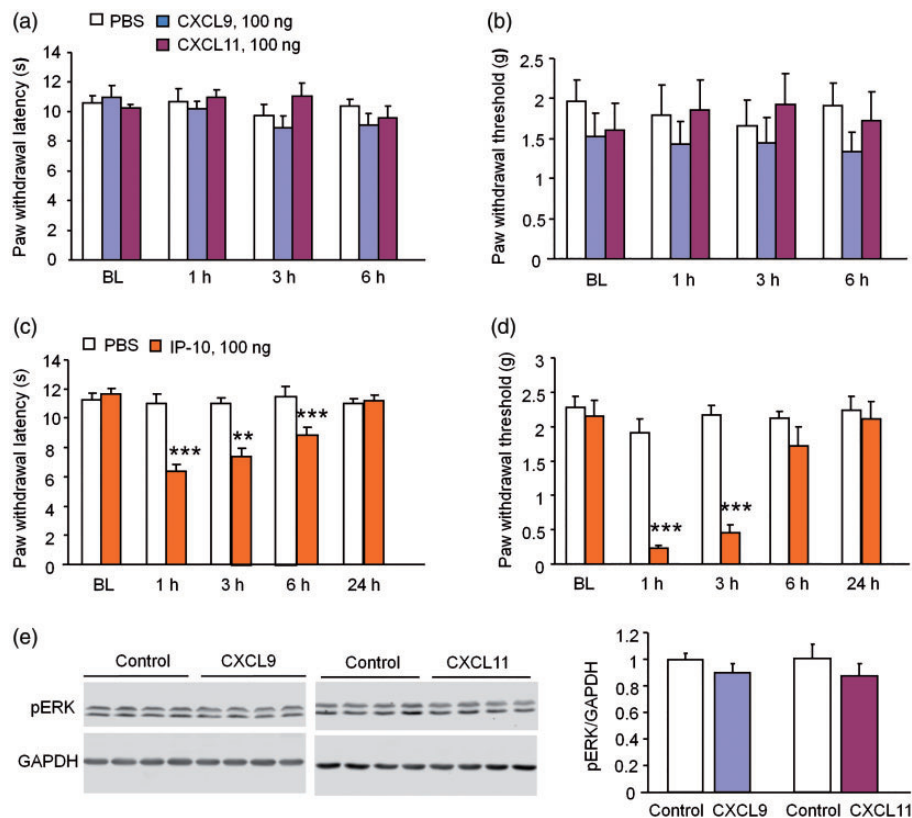 (a)
PBS
CXCL9, 100 ng
CXCL11, 100 ng
Paw withdrawal latency (s)
14
12
10
8
6
4
2
0
BL
1 h
3 h
6 h
(b)
Paw withdrawal threshold (g)
2.5
2
1.5
1
0.5
0
BL
1 h
3 h
6 h
(c)
PBS
IP-10, 100 ng
Paw withdrawal latency (s)
14
12
10
8
6
4
2
0
***
**
***
BL
1 h
3 h
6 h
24 h
(d)
Paw withdrawal threshold (g)
3
2.5
2
1.5
1
0.5
0
***
***
BL
1 h
3 h
6 h
24 h
(e)
Control
CXCL9
Control
CXCL11
pERK
GAPDH
pERK/GAPDH
1.2
1
0.8
0.6
0.4
0.2
0
Control
CXCL9
Control
CXCL11